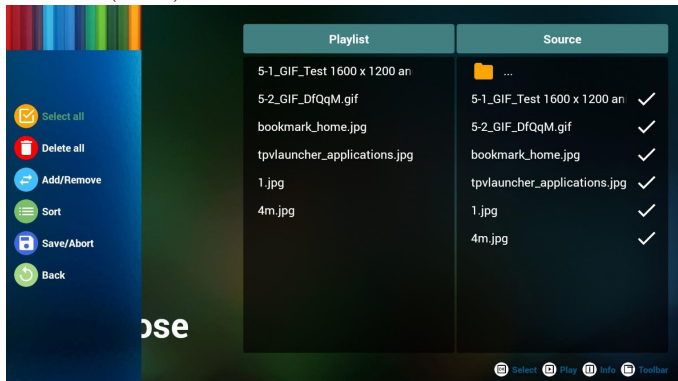 Playlist
Source
5-1_GIF_Test 1600 x 1200 an
5-2_GIF_DfQqM.gif
bookmark_home.jpg
tpvlauncher_applications.jpg
1.jpg
4m.jpg
...
5-1_GIF_Test 1600 x 1200 an
5-2_GIF_DfQqM.gif
bookmark_home.jpg
tpvlauncher_applications.jpg
1.jpg
4m.jpg
Select all
Delete all
Add/Remove
Sort
Save/Abort
Back
ose
Select Play Info Toolbar